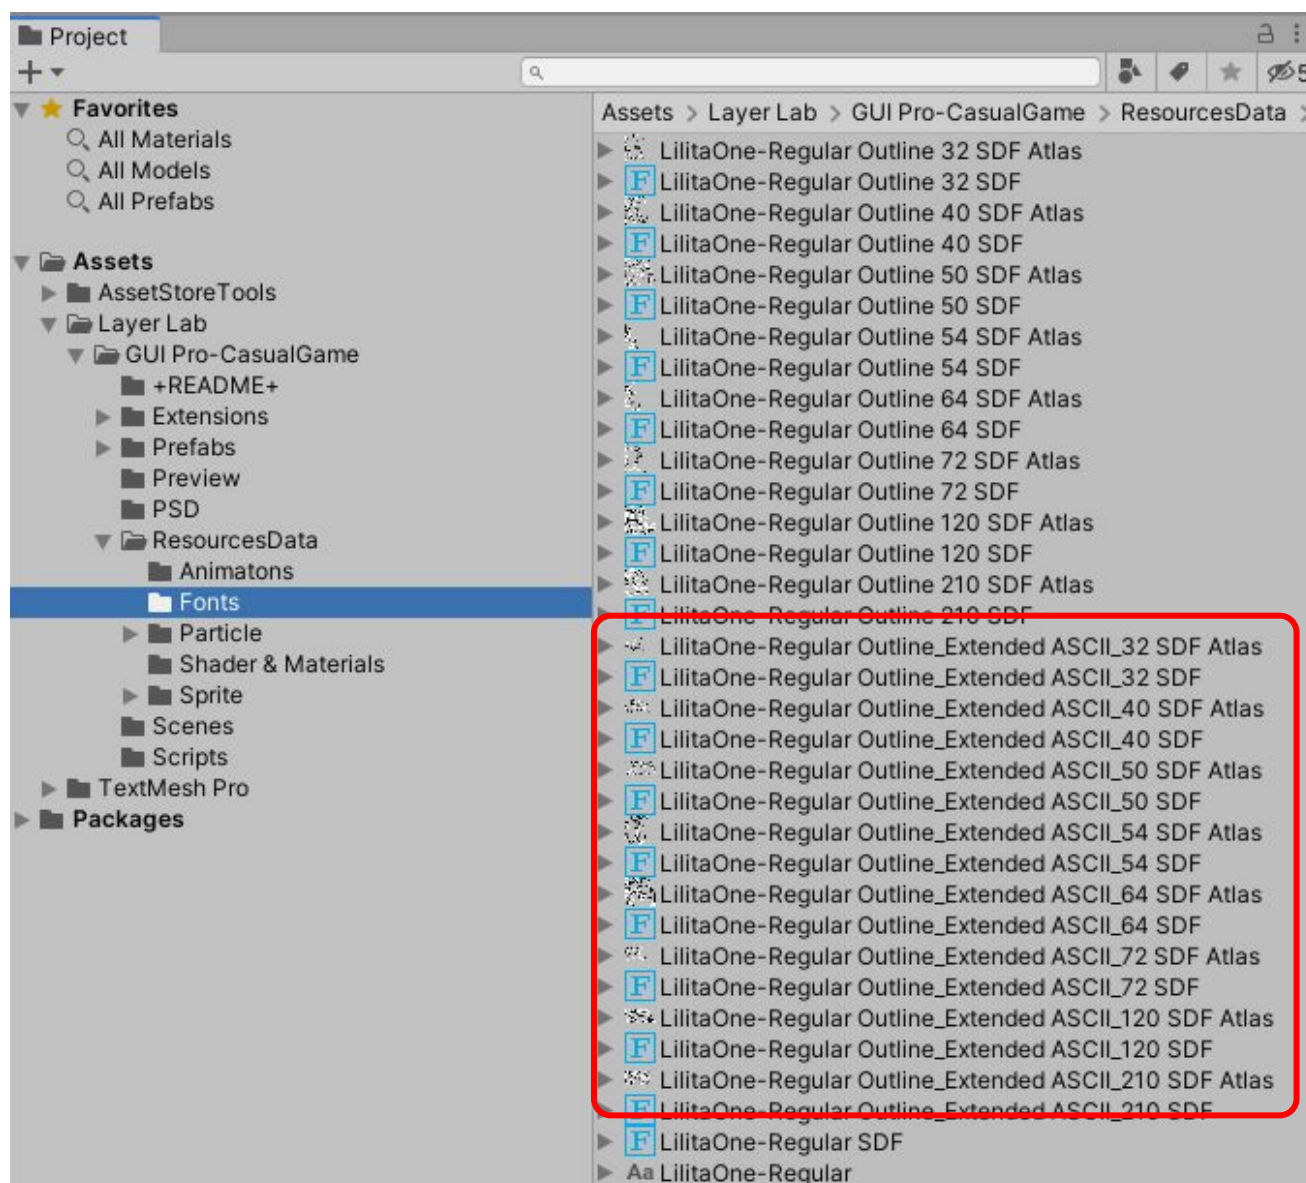 Project
5
Favorites
All Materials
All Models
All Prefabs
Assets
AssetStoreTools
Layer Lab
GUI Pro-CasualGame
+README+
Extensions
Prefabs
Preview
PSD
ResourcesData
Animatons
Fonts
Particle
Shader & Materials
Sprite
Scenes
Scripts
TextMesh Pro
Packages
Assets > Layer Lab > GUI Pro-CasualGame > ResourcesData >
LilitaOne-Regular Outline 32 SDF Atlas
F LilitaOne-Regular Outline 32 SDF
LilitaOne-Regular Outline 40 SDF Atlas
F LilitaOne-Regular Outline 40 SDF
LilitaOne-Regular Outline 50 SDF Atlas
F LilitaOne-Regular Outline 50 SDF
LilitaOne-Regular Outline 54 SDF Atlas
F LilitaOne-Regular Outline 54 SDF
LilitaOne-Regular Outline 64 SDF Atlas
F LilitaOne-Regular Outline 64 SDF
LilitaOne-Regular Outline 72 SDF Atlas
F LilitaOne-Regular Outline 72 SDF
LilitaOne-Regular Outline 120 SDF Atlas
F LilitaOne-Regular Outline 120 SDF
LilitaOne-Regular Outline 210 SDF Atlas
F LilitaOne-Regular Outline 210 SDF
LilitaOne-Regular Outline_Extended ASCII_32 SDF Atlas
F LilitaOne-Regular Outline_Extended ASCII_32 SDF
LilitaOne-Regular Outline_Extended ASCII_40 SDF Atlas
F LilitaOne-Regular Outline_Extended ASCII_40 SDF
LilitaOne-Regular Outline_Extended ASCII_50 SDF Atlas
F LilitaOne-Regular Outline_Extended ASCII_50 SDF
LilitaOne-Regular Outline_Extended ASCII_54 SDF Atlas
F LilitaOne-Regular Outline_Extended ASCII_54 SDF
LilitaOne-Regular Outline_Extended ASCII_64 SDF Atlas
F LilitaOne-Regular Outline_Extended ASCII_64 SDF
LilitaOne-Regular Outline_Extended ASCII_72 SDF Atlas
F LilitaOne-Regular Outline_Extended ASCII_72 SDF
LilitaOne-Regular Outline_Extended ASCII_120 SDF Atlas
F LilitaOne-Regular Outline_Extended ASCII_120 SDF
LilitaOne-Regular Outline_Extended ASCII_210 SDF Atlas
F LilitaOne-Regular Outline_Extended ASCII_210 SDF
F LilitaOne-Regular SDF
Aa LilitaOne-Regular